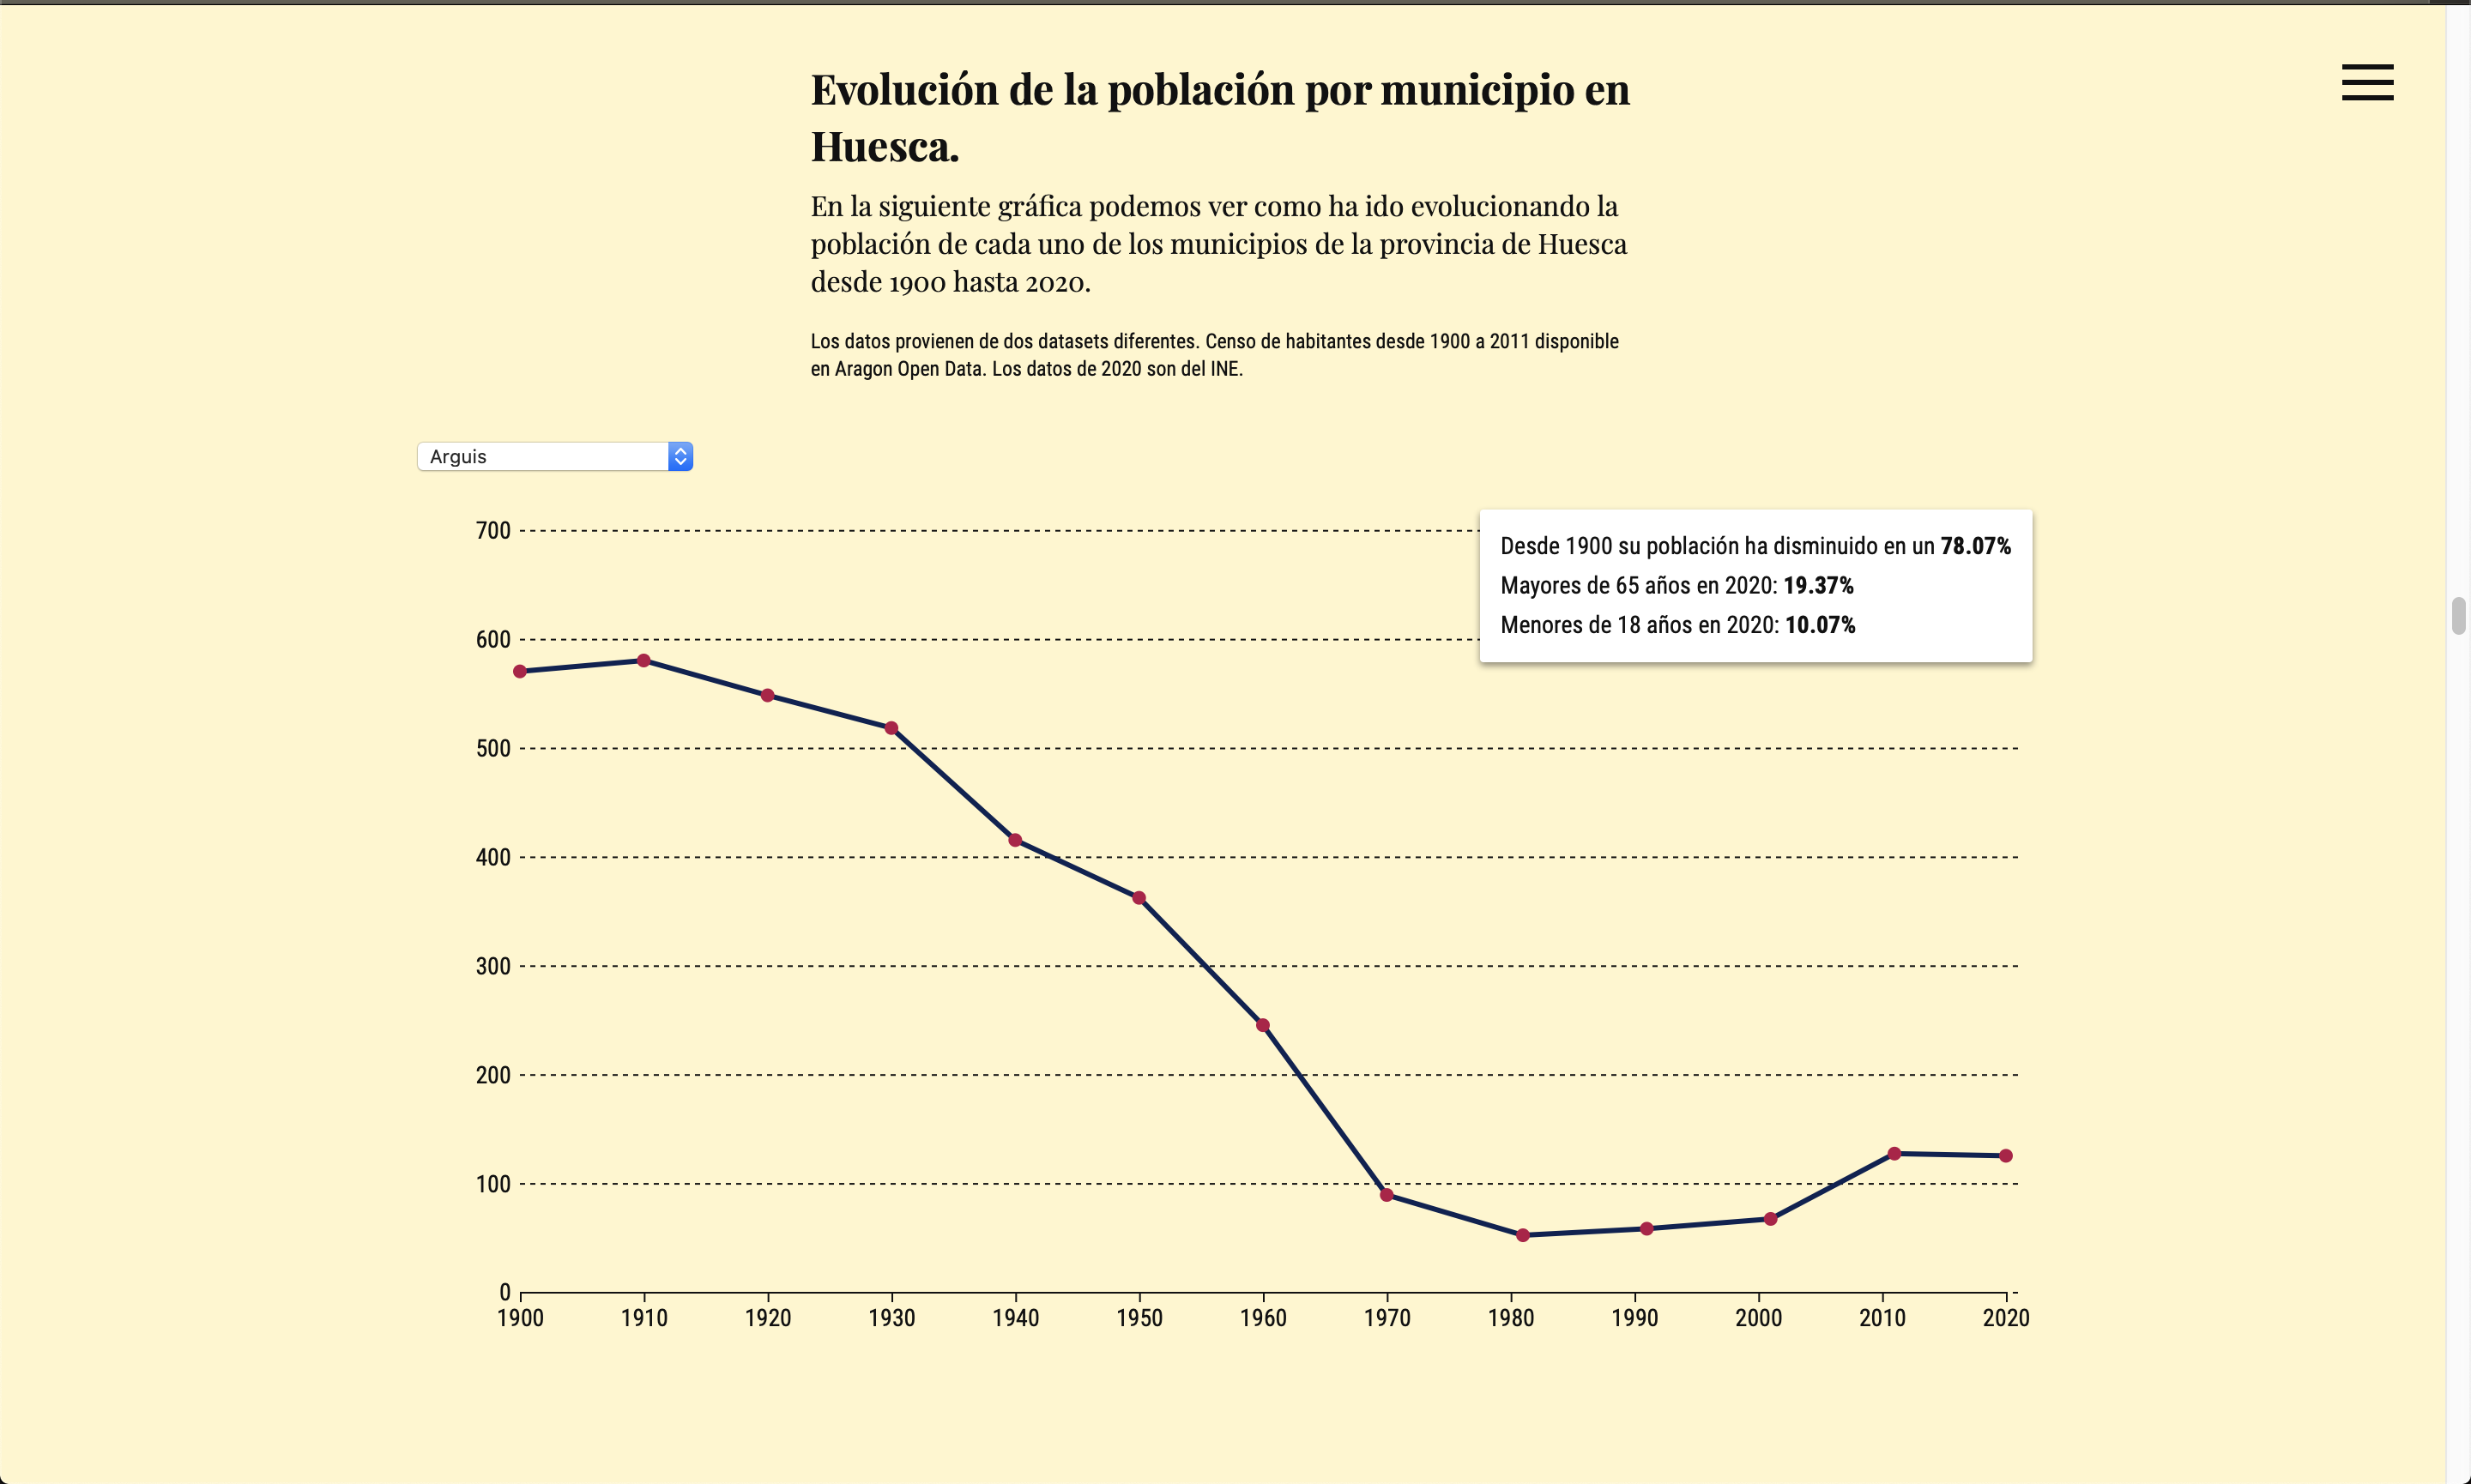 Evolución de la población por municipio en
Huesca.
En la siguiente gráfica podemos ver como ha ido evolucionando la
población de cada uno de los municipios de la provincia de Huesca
desde 1900 hasta 2020.
Los datos provienen de dos datasets diferentes. Censo de habitantes desde 1900 a 2011 disponible
en Aragon Open Data. Los datos de 2020 son del INE.
Arguis
Desde 1900 su población ha disminuido en un 78.07%
Mayores de 65 años en 2020: 19.37%
Menores de 18 años en 2020: 10.07%
700
600
500
400
300
200
100
0
1900 1910 1920 1930 1940 1950 1960 1970 1980 1990 2000 2010 2020